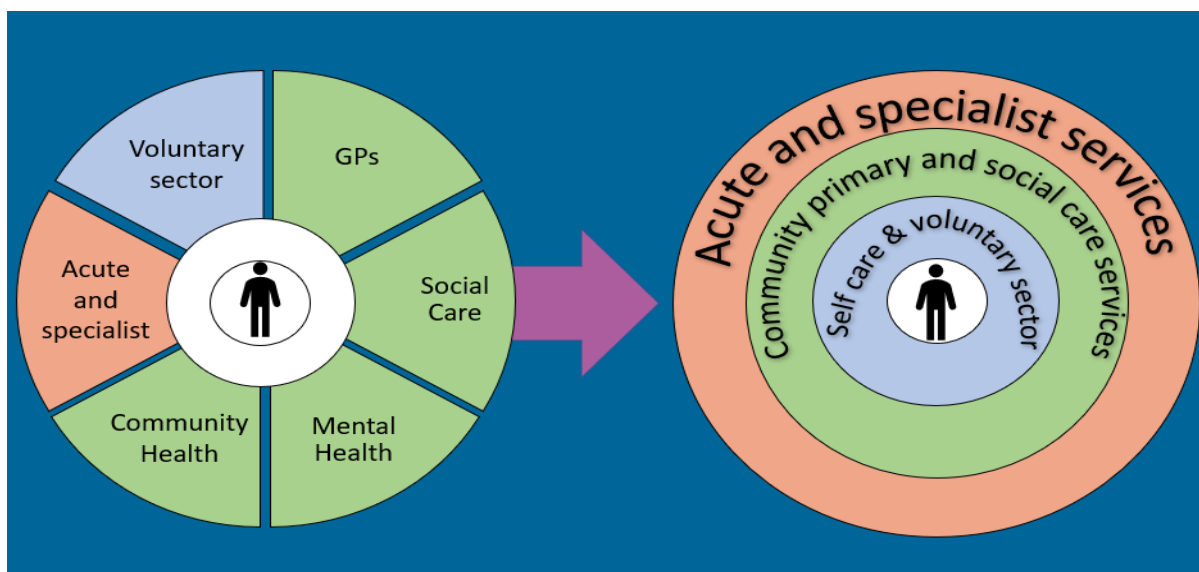 Voluntary
sector
GPs
Acute
and
specialist
Social
Care
Community
Health
Mental
Health
Acute and specialist services
Community primary and social care services
Self care & voluntary sector